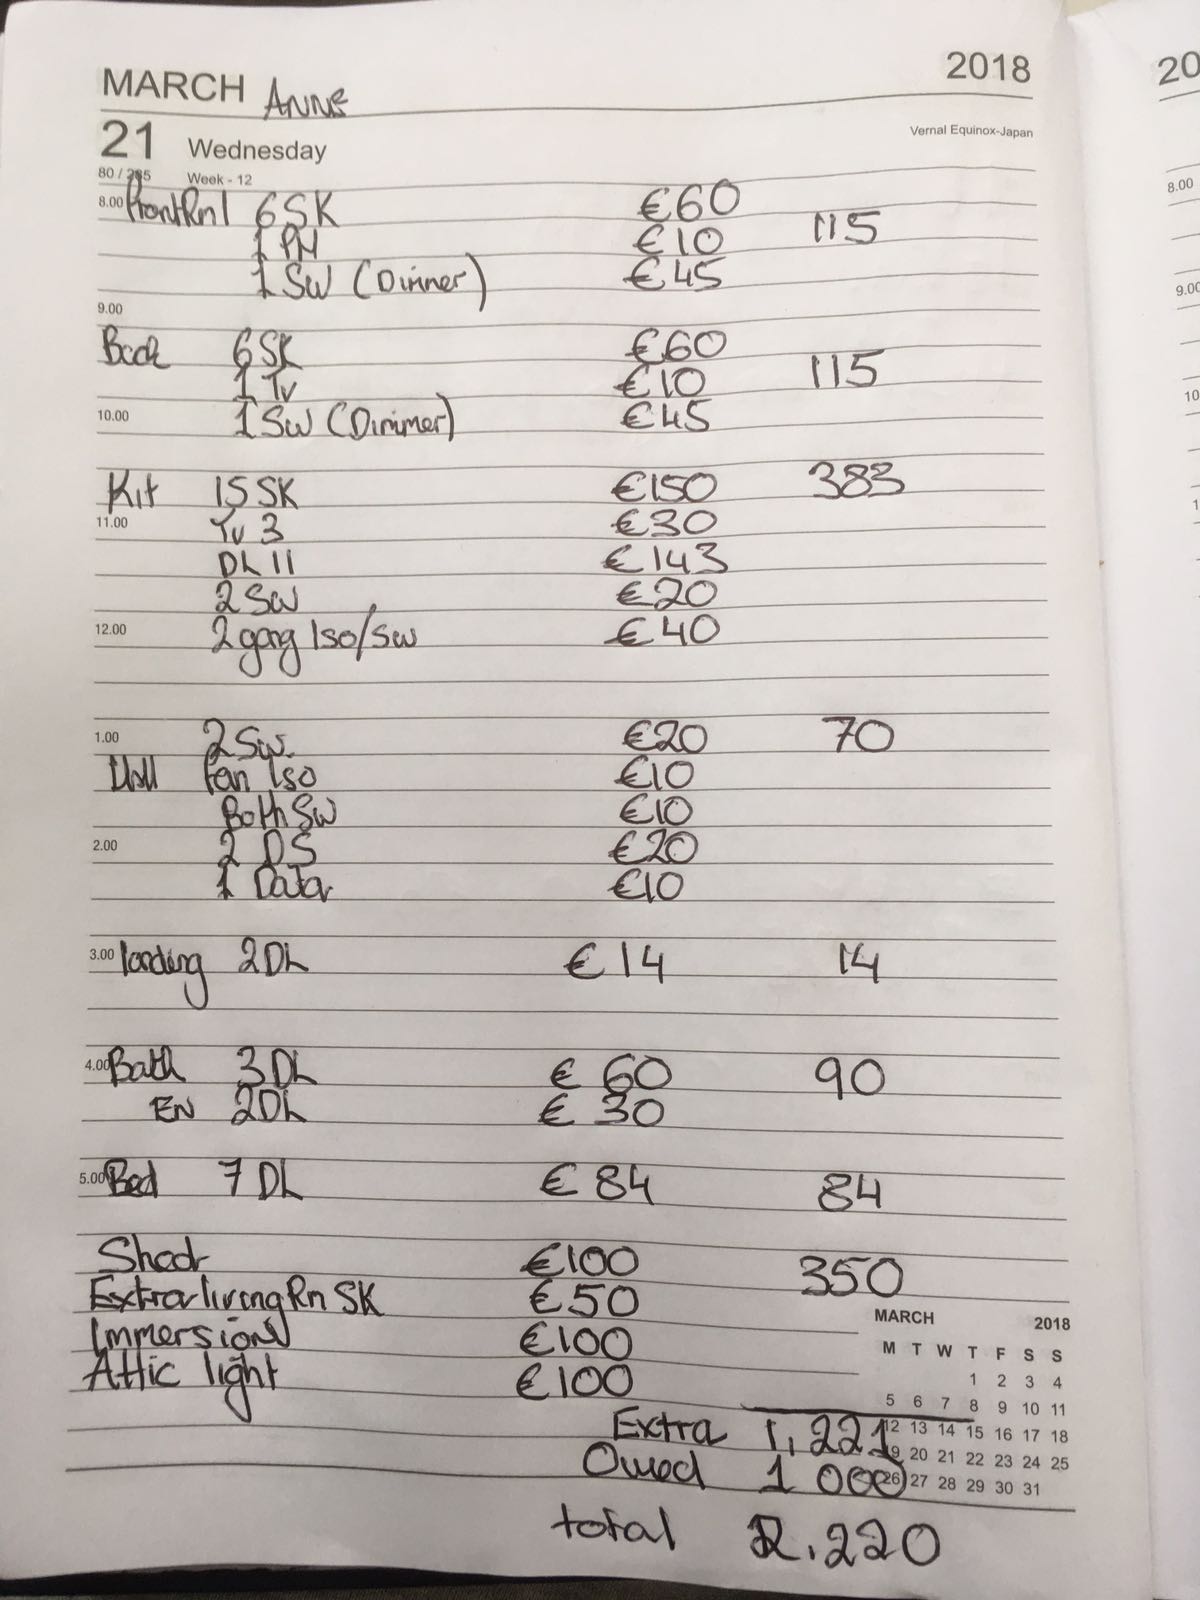 MARCH ANNE 2018
21 Wednesday Vernal Equinox-Japan
80 / 285 Week - 12
8.00 FrontRm1 6 SK €60
1 PH €10 115
1 SW (Dimmer) €45
9.00
Back 6 SK €60
1 TV €10 115
10.00 1 SW (Dimmer) €45
Kit 15 SK €150 383
11.00 TV 3 €30
DL 11 €143
2 SW €20
12.00 2 gang Iso/sw €40
1.00 2 SW. €20 70
Hall fan Iso €10
Bath SW €10
2.00 2 DS €20
1 Data €10
3.00 landing 2DL €14 14
4.00 Bath 3 DL €60 90
EN 2DL €30
5.00 Bed 7 DL €84 84
Shed €100 350
Extra living Rm SK €50
Immersion €100
Attic light €100
MARCH 2018
M T W T F S S
1 2 3 4
5 6 7 8 9 10 11
12 13 14 15 16 17 18
19 20 21 22 23 24 25
26 27 28 29 30 31
Extra 1,221
Owed 1 000
total 2.220
20
8.00
9.00
10
1